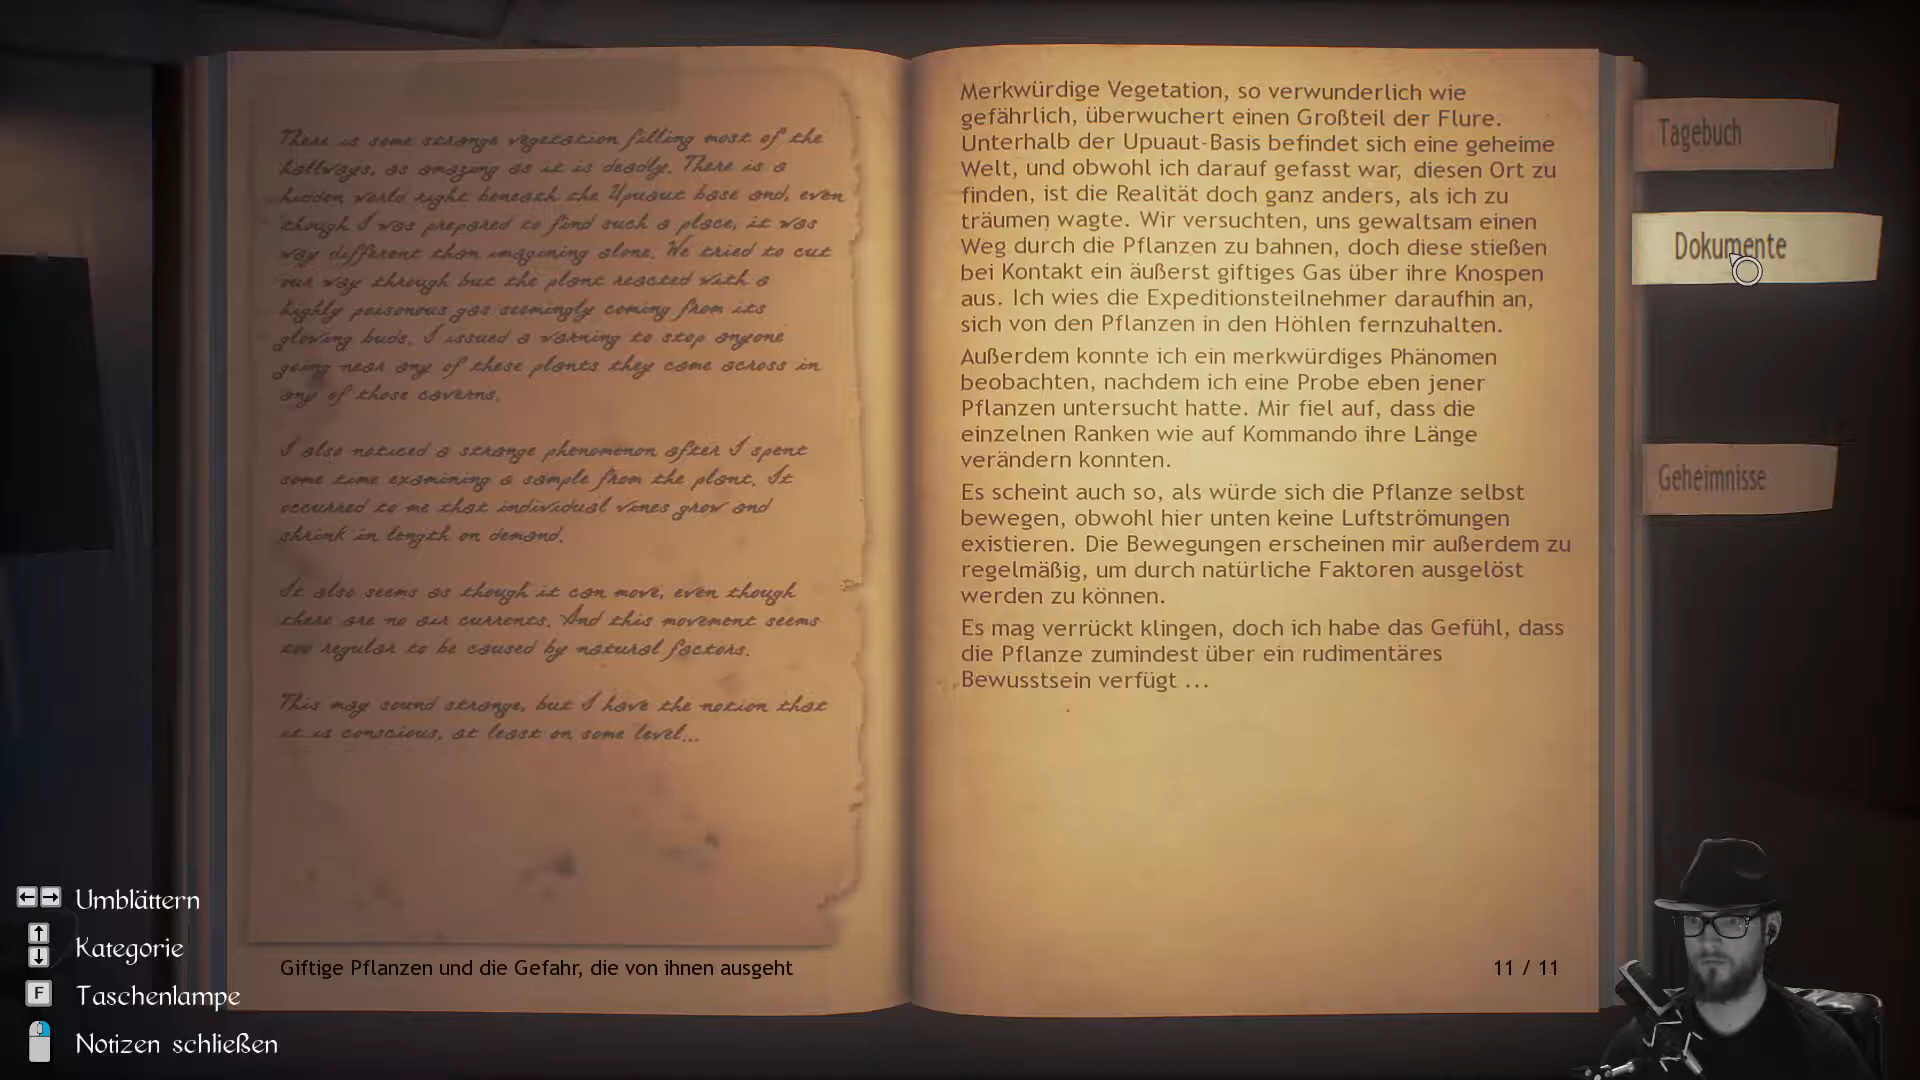 There is some strange vegetation filling most of the
hallways, as amazing as it is deadly. There is a
hidden world right beneath the Upuaut base and, even
though I was prepared to find such a place, it was
way different than imagining alone. We tried to cut
our way through but the plant reacted with a
highly poisonous gas seemingly coming from its
glowing buds. I issued a warning to stop anyone
going near any of these plants they came across in
any of those caverns.
I also noticed a strange phenomenon after I spent
some time examining a sample from the plant. It
occurred to me that individual vines grow and
shrink in length on demand.
It also seems as though it can move, even though
there are no air currents. And this movement seems
too regular to be caused by natural factors.
This may sound strange, but I have the notion that
it is conscious, at least on some level...
Giftige Pflanzen und die Gefahr, die von ihnen ausgeht
Merkwürdige Vegetation, so verwunderlich wie
gefährlich, überwuchert einen Großteil der Flure.
Unterhalb der Upuaut-Basis befindet sich eine geheime
Welt, und obwohl ich darauf gefasst war, diesen Ort zu
finden, ist die Realität doch ganz anders, als ich zu
träumen wagte. Wir versuchten, uns gewaltsam einen
Weg durch die Pflanzen zu bahnen, doch diese stießen
bei Kontakt ein äußerst giftiges Gas über ihre Knospen
aus. Ich wies die Expeditionsteilnehmer daraufhin an,
sich von den Pflanzen in den Höhlen fernzuhalten.
Außerdem konnte ich ein merkwürdiges Phänomen
beobachten, nachdem ich eine Probe eben jener
Pflanzen untersucht hatte. Mir fiel auf, dass die
einzelnen Ranken wie auf Kommando ihre Länge
verändern konnten.
Es scheint auch so, als würde sich die Pflanze selbst
bewegen, obwohl hier unten keine Luftströmungen
existieren. Die Bewegungen erscheinen mir außerdem zu
regelmäßig, um durch natürliche Faktoren ausgelöst
werden zu können.
Es mag verrückt klingen, doch ich habe das Gefühl, dass
die Pflanze zumindest über ein rudimentäres
Bewusstsein verfügt ...
11 / 11
Tagebuch
Dokumente
Geheimnisse
Umblättern
Kategorie
F Taschenlampe
Notizen schließen